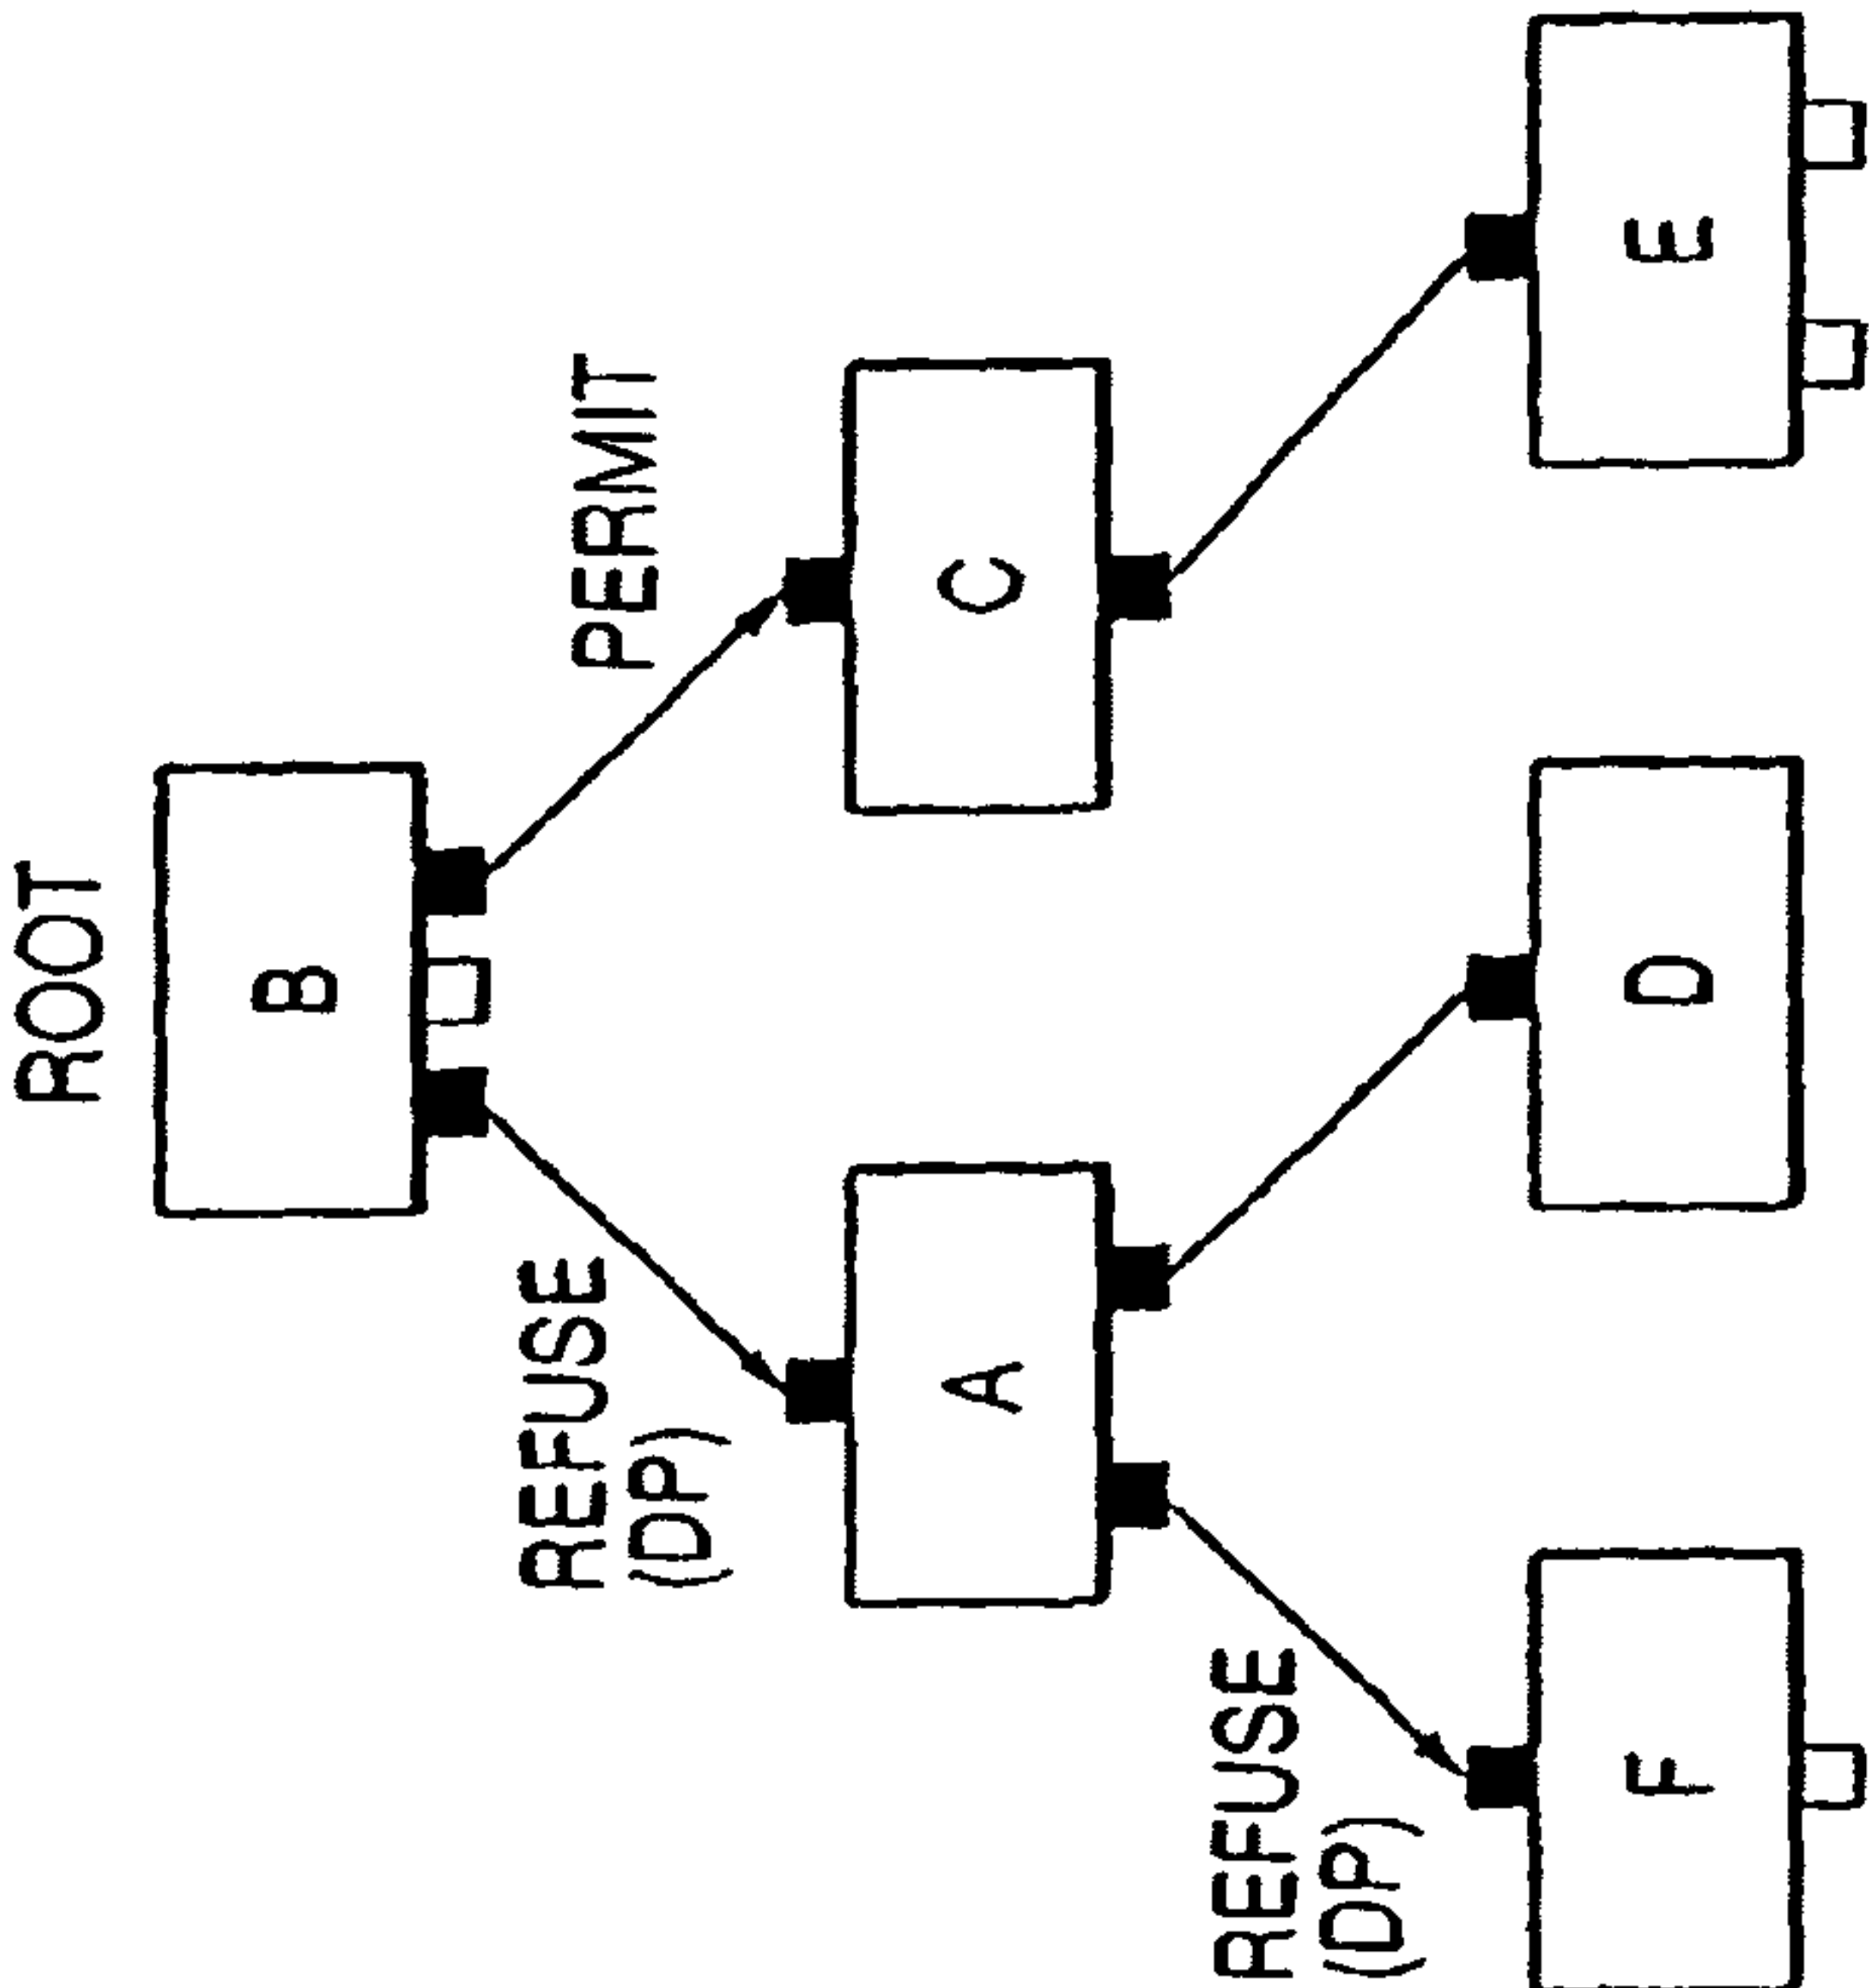 ROOT
B
REFUSE
(DP)
PERMIT
A
C
REFUSE
(DP)
F
D
E